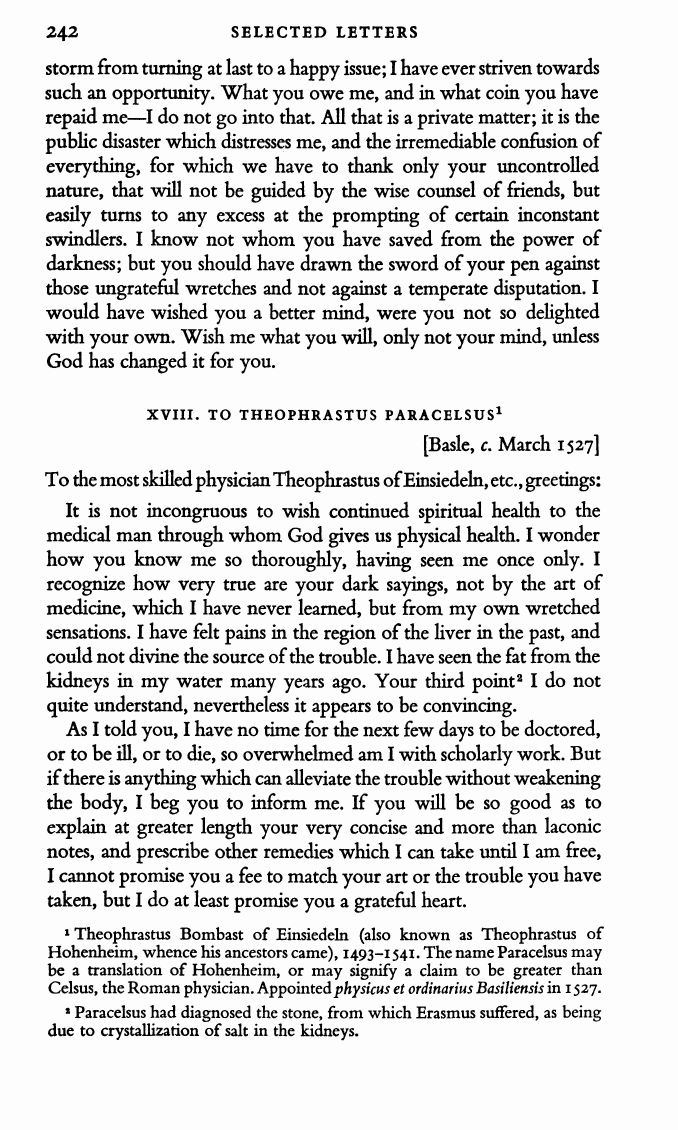 242 SELECTED LETTERS
storm from turning at last to a happy issue; I have ever striven towards
such an opportunity. What you owe me, and in what coin you have
repaid me—I do not go into that. All that is a private matter; it is the
public disaster which distresses me, and the irremediable confusion of
everything, for which we have to thank only your uncontrolled
nature, that will not be guided by the wise counsel of friends, but
easily turns to any excess at the prompting of certain inconstant
swindlers. I know not whom you have saved from the power of
darkness; but you should have drawn the sword of your pen against
those ungrateful wretches and not against a temperate disputation. I
would have wished you a better mind, were you not so delighted
with your own. Wish me what you will, only not your mind, unless
God has changed it for you.
XVIII. TO THEOPHRASTUS PARACELSUS¹
[Basle, c. March 1527]
To the most skilled physician Theophrastus of Einsiedeln, etc., greetings:
It is not incongruous to wish continued spiritual health to the
medical man through whom God gives us physical health. I wonder
how you know me so thoroughly, having seen me once only. I
recognize how very true are your dark sayings, not by the art of
medicine, which I have never learned, but from my own wretched
sensations. I have felt pains in the region of the liver in the past, and
could not divine the source of the trouble. I have seen the fat from the
kidneys in my water many years ago. Your third point² I do not
quite understand, nevertheless it appears to be convincing.
As I told you, I have no time for the next few days to be doctored,
or to be ill, or to die, so overwhelmed am I with scholarly work. But
if there is anything which can alleviate the trouble without weakening
the body, I beg you to inform me. If you will be so good as to
explain at greater length your very concise and more than laconic
notes, and prescribe other remedies which I can take until I am free,
I cannot promise you a fee to match your art or the trouble you have
taken, but I do at least promise you a grateful heart.
¹ Theophrastus Bombast of Einsiedeln (also known as Theophrastus of
Hohenheim, whence his ancestors came), 1493–1541. The name Paracelsus may
be a translation of Hohenheim, or may signify a claim to be greater than
Celsus, the Roman physician. Appointed physicus et ordinarius Basiliensis in 1527.
² Paracelsus had diagnosed the stone, from which Erasmus suffered, as being
due to crystallization of salt in the kidneys.